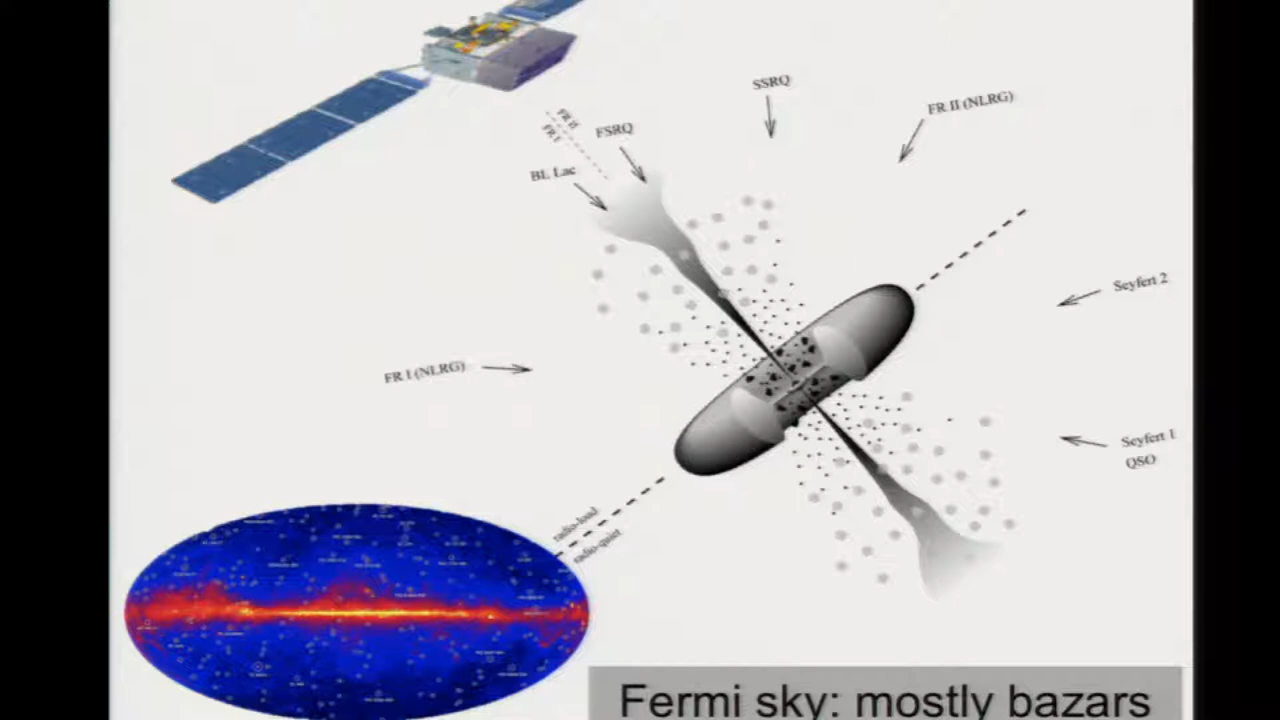 SSRQ
FR II (NLRG)
FR II
FR I
FSRQ
BL Lac
Seyfert 2
FR I (NLRG)
Seyfert 1
QSO
radio-loud
radio-quiet
Fermi sky: mostly bazars